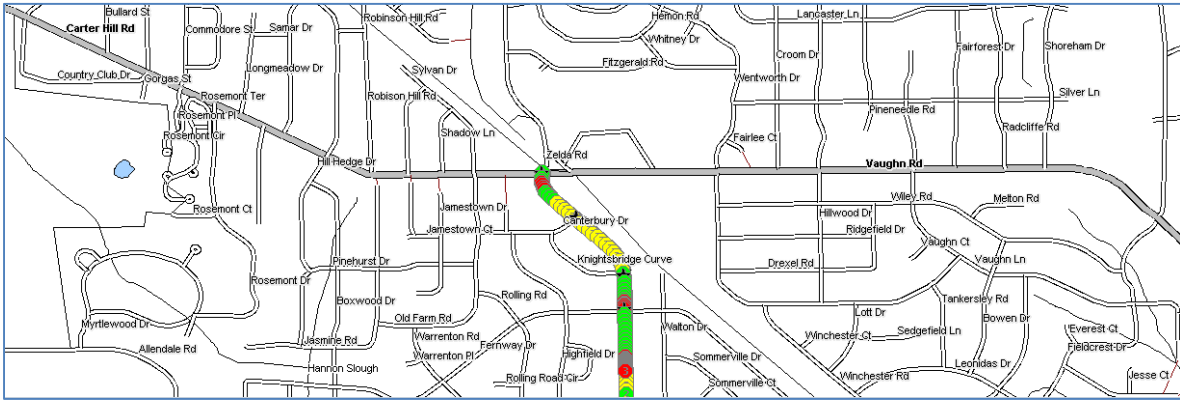 Bullard St
Robinson Hill Rd
Hemon Rd
Lancaster Ln
Carter Hill Rd
Commodore St
Samar Dr
Whitney Dr
Croom Dr
Fairforest Dr
Shoreham Dr
Country Club Dr
Gorgas St
Longmeadow Dr
Sylvan Dr
Fitzgerald Rd
Wentworth Dr
Rosemont Ter
Robison Hill Rd
Silver Ln
Rosemont Pl
Pineneedle Rd
Rosemont Cir
Shadow Ln
Fairlee Ct
Radcliffe Rd
Hill Hedge Dr
Zelda Rd
Vaughn Rd
Rosemont Ct
Jamestown Dr
Canterbury Dr
Wiley Rd
Melton Rd
Hillwood Dr
Jamestown Ct
Ridgefield Dr
Vaughn Ct
Pinehurst Dr
Knightsbridge Curve
Drexel Rd
Vaughn Ln
Rosemont Dr
Boxwood Dr
Rolling Rd
Tankersley Rd
Myrtlewood Dr
Old Farm Rd
Walton Dr
Lott Dr
Bowen Dr
Warrenton Rd
Winchester Ct
Sedgefield Ln
Everest Ct
Allendale Rd
Jasmine Rd
Warrenton Pl
Fernway Dr
Highfield Dr
Sommerville Dr
Fieldcrest Dr
Hannon Slough
Rolling Road Cir
3
Sommerville Ct
Winchester Rd
Leonidas Dr
Jesse Ct